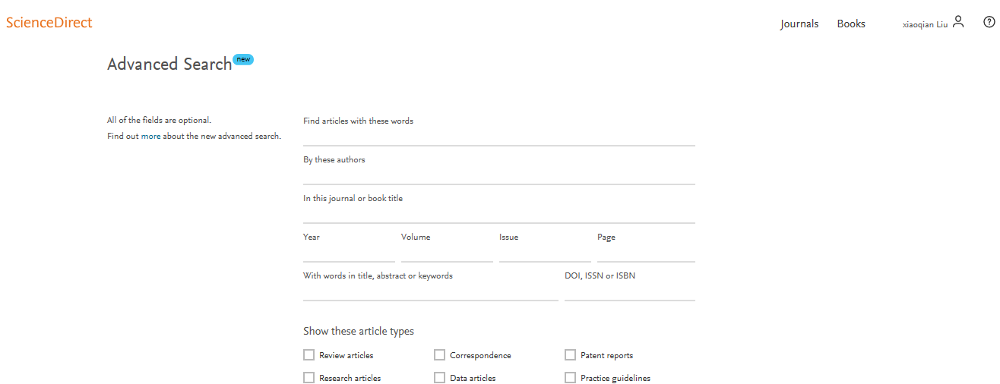 ScienceDirect
Journals Books xiaoqian Liu ?
Advanced Search new
All of the fields are optional.
Find out more about the new advanced search.
Find articles with these words
By these authors
In this journal or book title
Year Volume Issue Page
With words in title, abstract or keywords DOI, ISSN or ISBN
Show these article types
Review articles Correspondence Patent reports
Research articles Data articles Practice guidelines